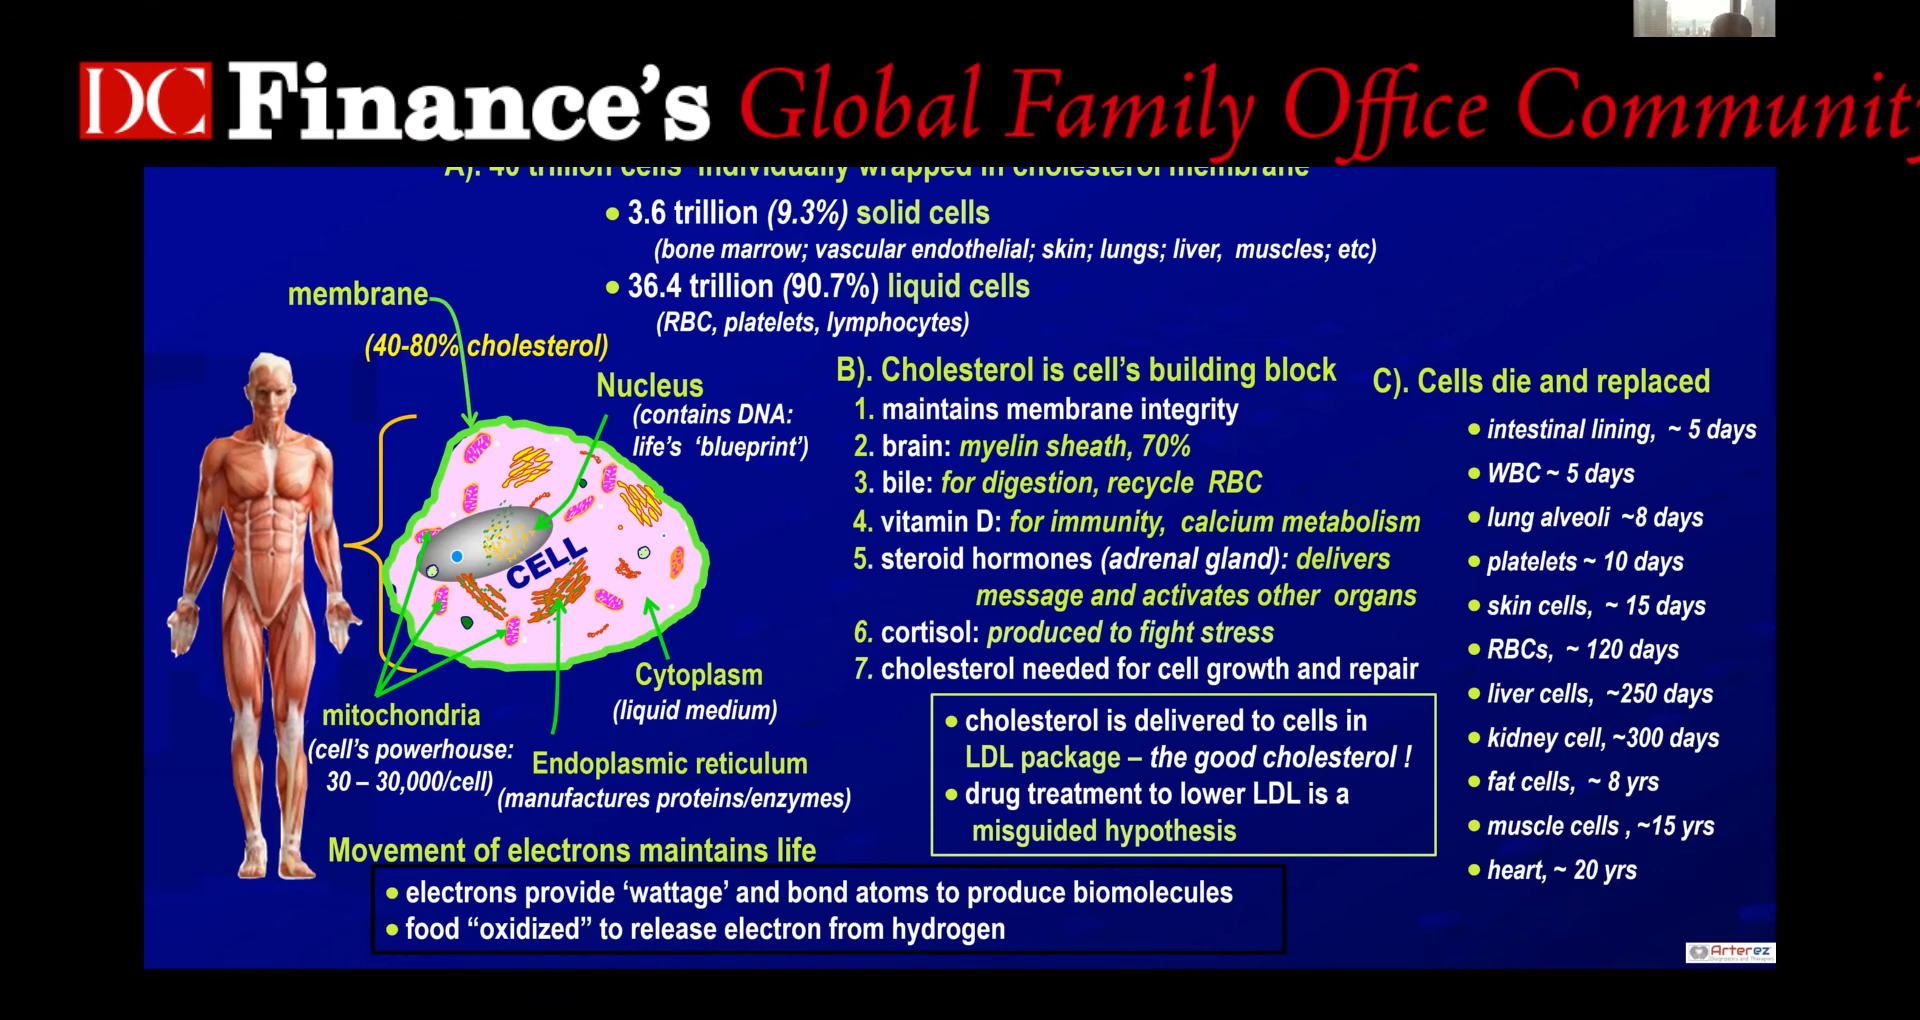 DC Finance's Global Family Office Community
A). 40 trillion cells individually wrapped in cholesterol membrane
• 3.6 trillion (9.3%) solid cells
(bone marrow; vascular endothelial; skin; lungs; liver, muscles; etc)
• 36.4 trillion (90.7%) liquid cells
(RBC, platelets, lymphocytes)
membrane
(40-80% cholesterol)
Nucleus
(contains DNA:
life's 'blueprint')
CELL
Cytoplasm
(liquid medium)
mitochondria
(cell's powerhouse:
30 – 30,000/cell)
Endoplasmic reticulum
(manufactures proteins/enzymes)
B). Cholesterol is cell's building block
1. maintains membrane integrity
2. brain: myelin sheath, 70%
3. bile: for digestion, recycle RBC
4. vitamin D: for immunity, calcium metabolism
5. steroid hormones (adrenal gland): delivers
message and activates other organs
6. cortisol: produced to fight stress
7. cholesterol needed for cell growth and repair
• cholesterol is delivered to cells in
LDL package – the good cholesterol !
• drug treatment to lower LDL is a
misguided hypothesis
C). Cells die and replaced
• intestinal lining, ~ 5 days
• WBC ~ 5 days
• lung alveoli ~8 days
• platelets ~ 10 days
• skin cells, ~ 15 days
• RBCs, ~ 120 days
• liver cells, ~250 days
• kidney cell, ~300 days
• fat cells, ~ 8 yrs
• muscle cells , ~15 yrs
• heart, ~ 20 yrs
Movement of electrons maintains life
• electrons provide 'wattage' and bond atoms to produce biomolecules
• food "oxidized" to release electron from hydrogen
Arterez
Diagnostics and Therapies